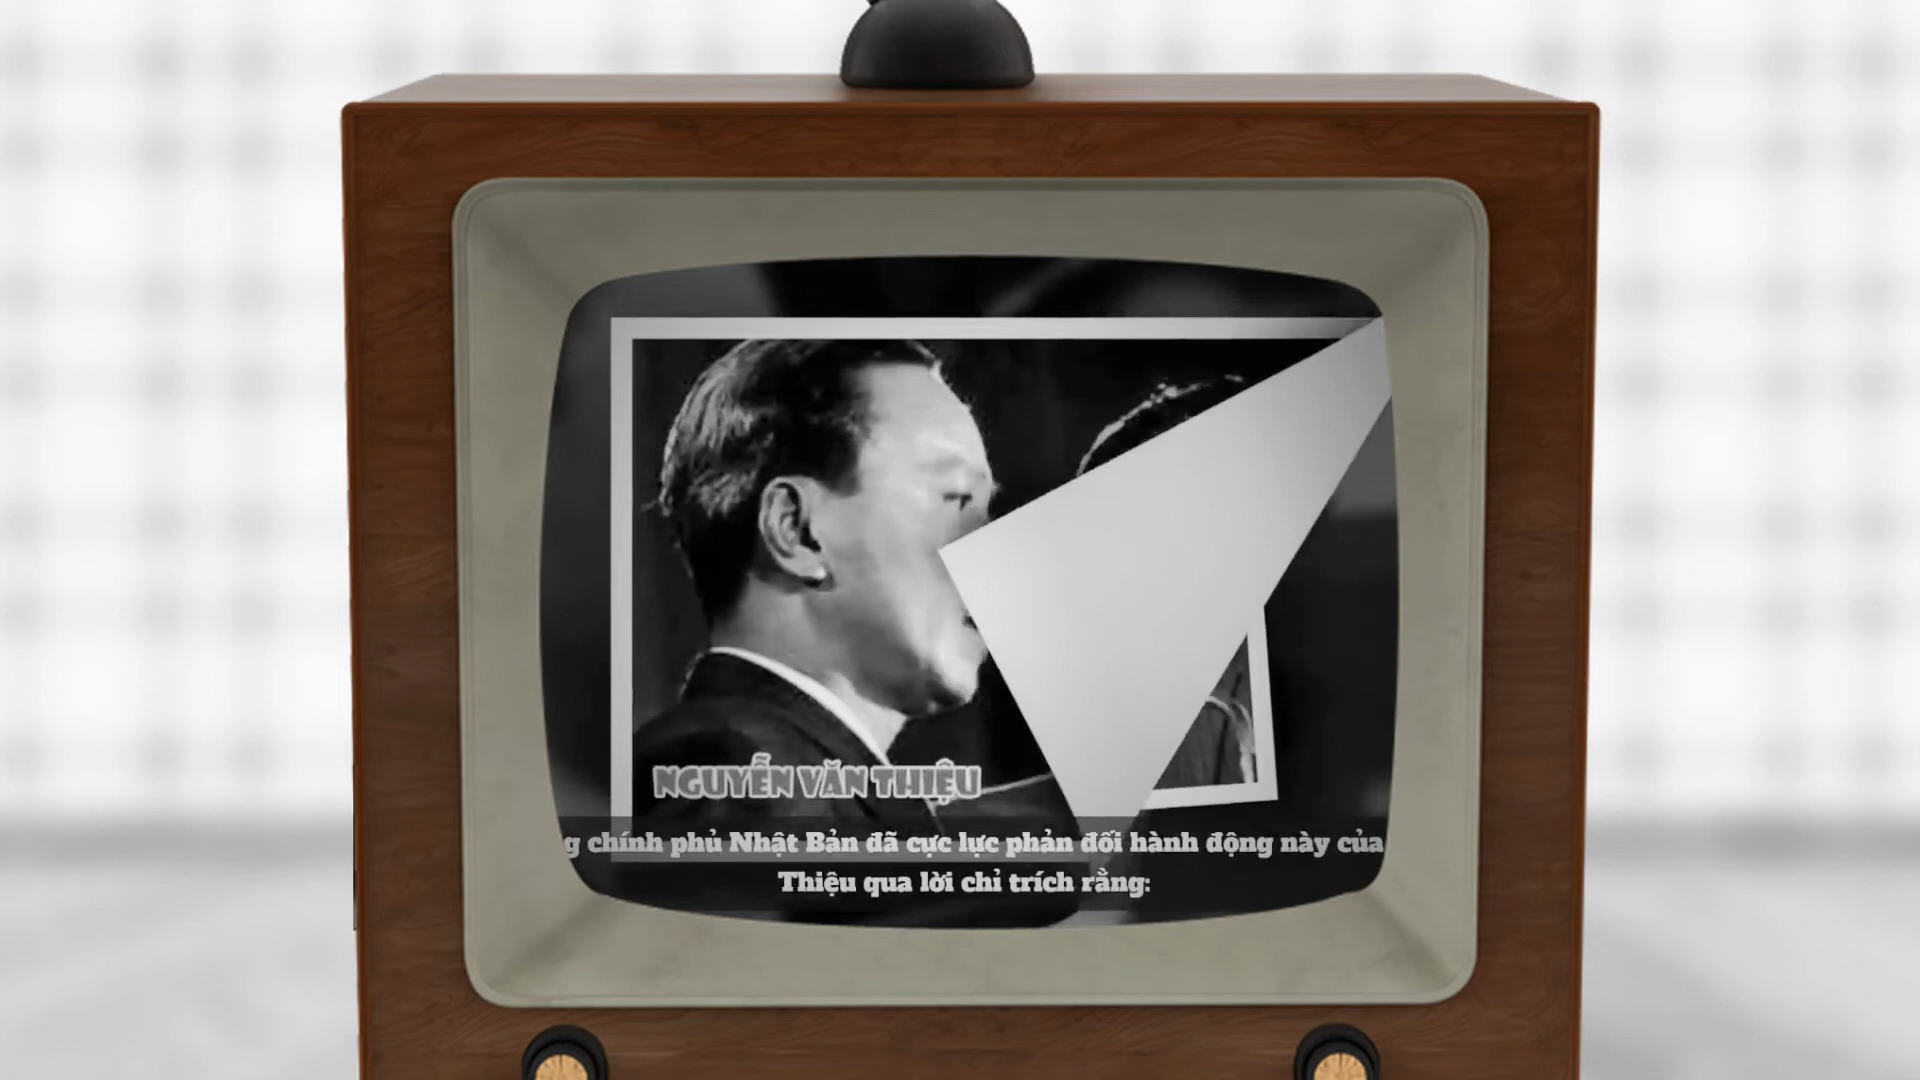 NGUYỄN VĂN THIỆU
chính phủ Nhật Bản đã cực lực phản đối hành động này của
Thiệu qua lời chỉ trích rằng: